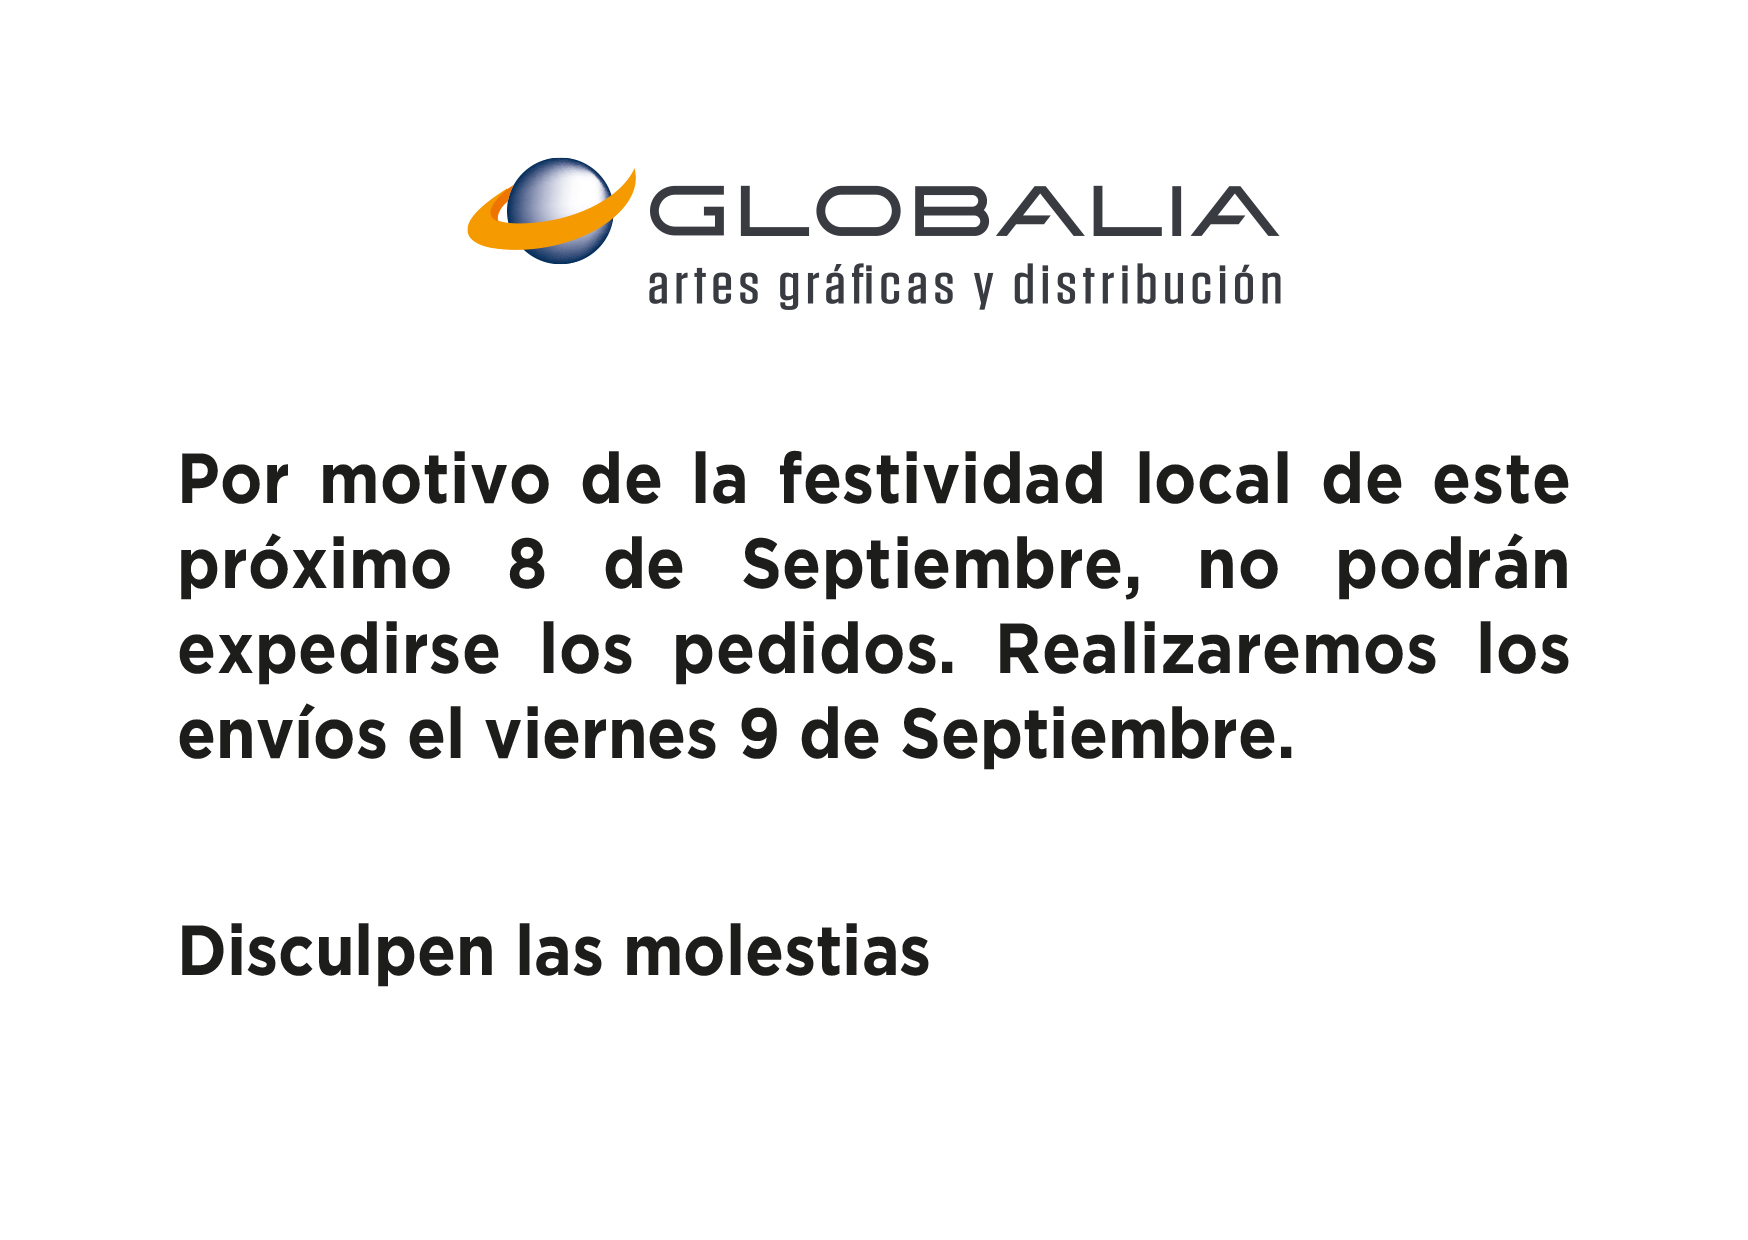 GLOBALIA
artes gráficas y distribución
Por motivo de la festividad local de este
próximo 8 de Septiembre, no podrán
expedirse los pedidos. Realizaremos los
envíos el viernes 9 de Septiembre.
Disculpen las molestias